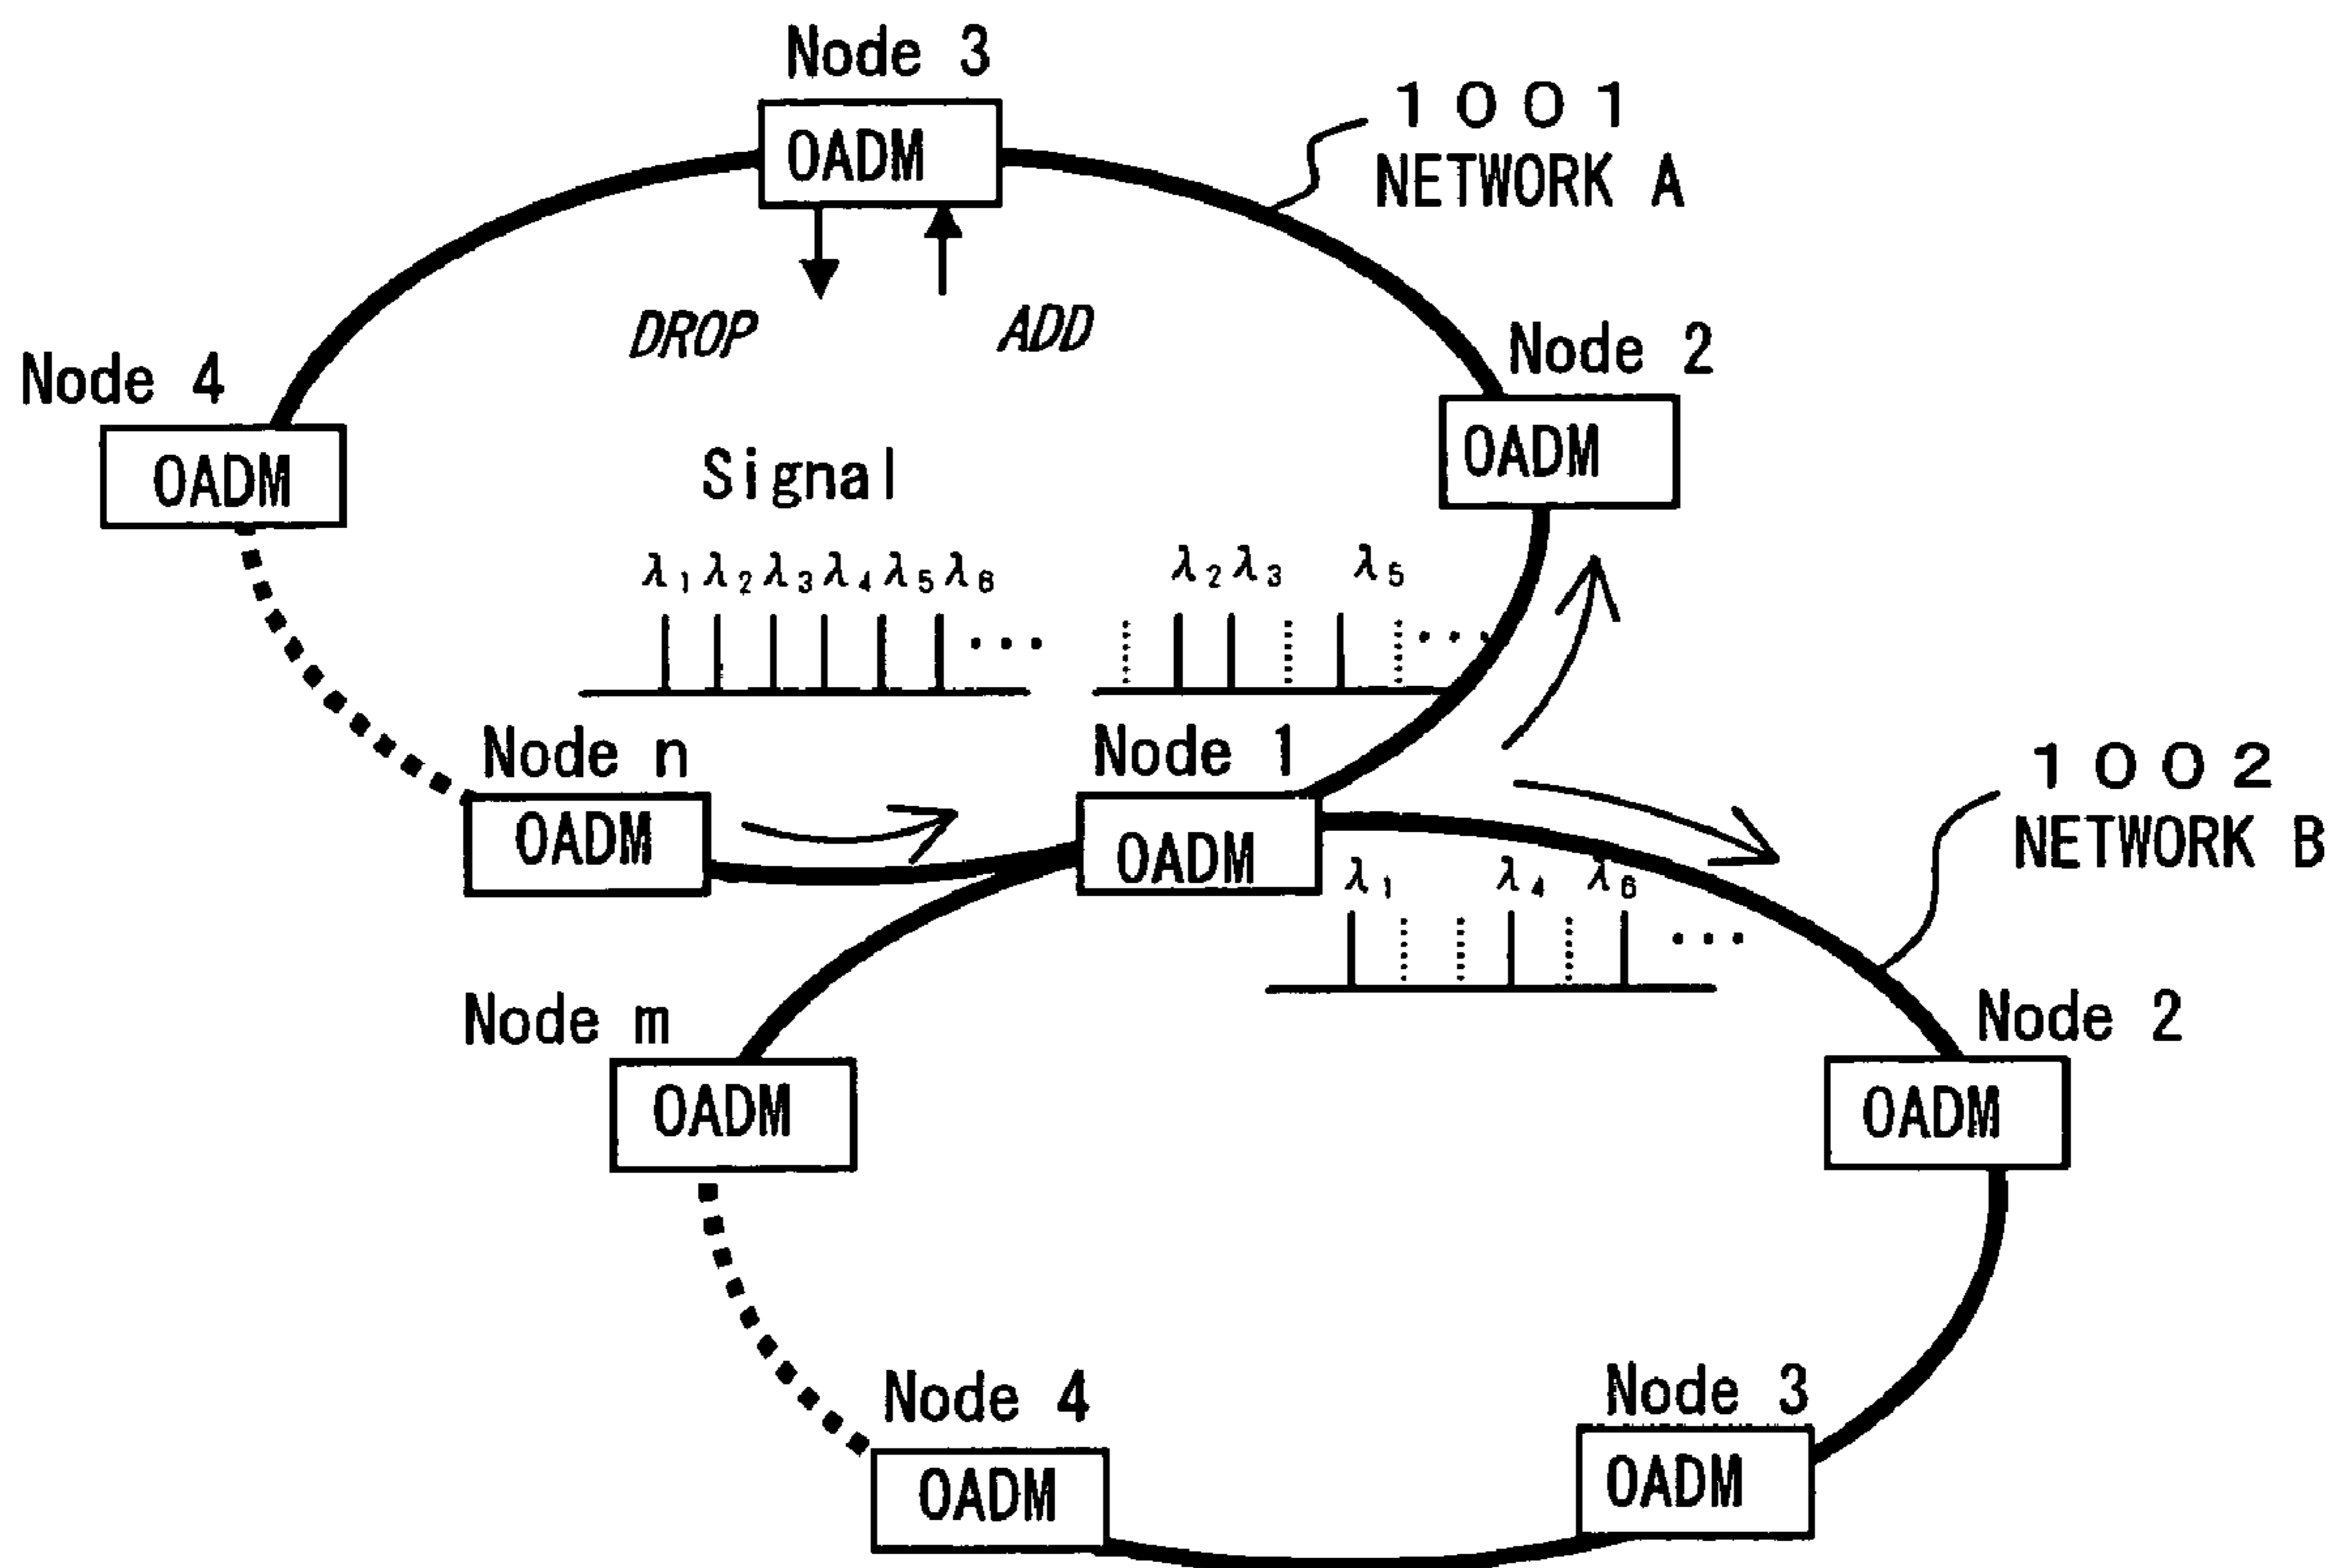 Node 3
OADM
1001
NETWORK A
DROP
ADD
Node 2
OADM
Node 4
OADM
Signal
λ1 λ2 λ3 λ4 λ5 λ6 ...
λ2 λ3 λ5 ...
Node n
OADM
Node 1
OADM
1002
NETWORK B
λ1 λ4 λ6 ...
Node m
OADM
Node 2
OADM
Node 4
OADM
Node 3
OADM